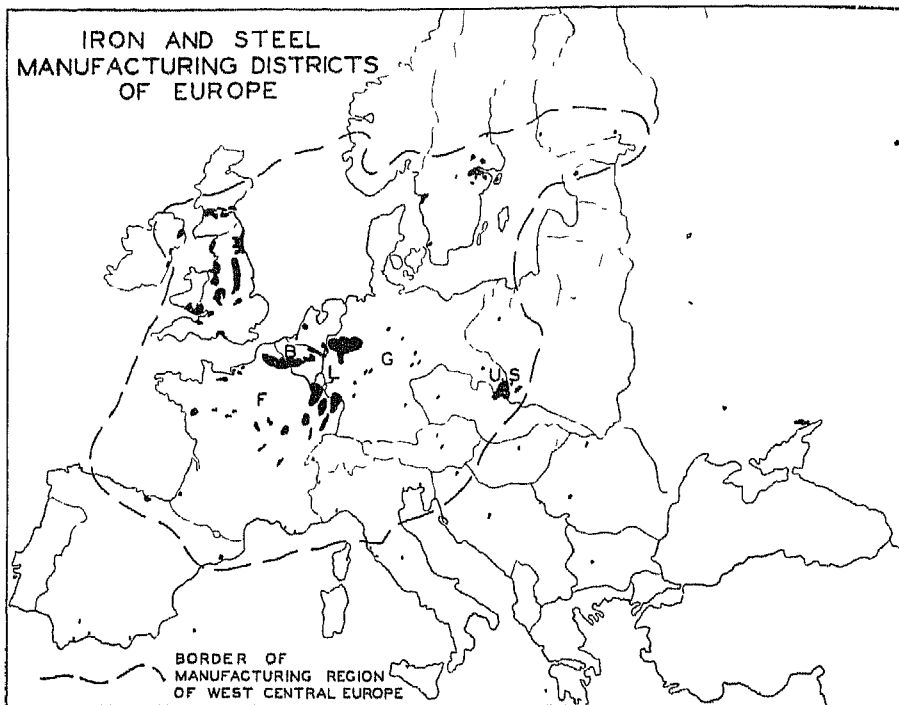 IRON AND STEEL
MANUFACTURING DISTRICTS
OF EUROPE
B
G
L
U S
F
BORDER OF
MANUFACTURING REGION
OF WEST CENTRAL EUROPE